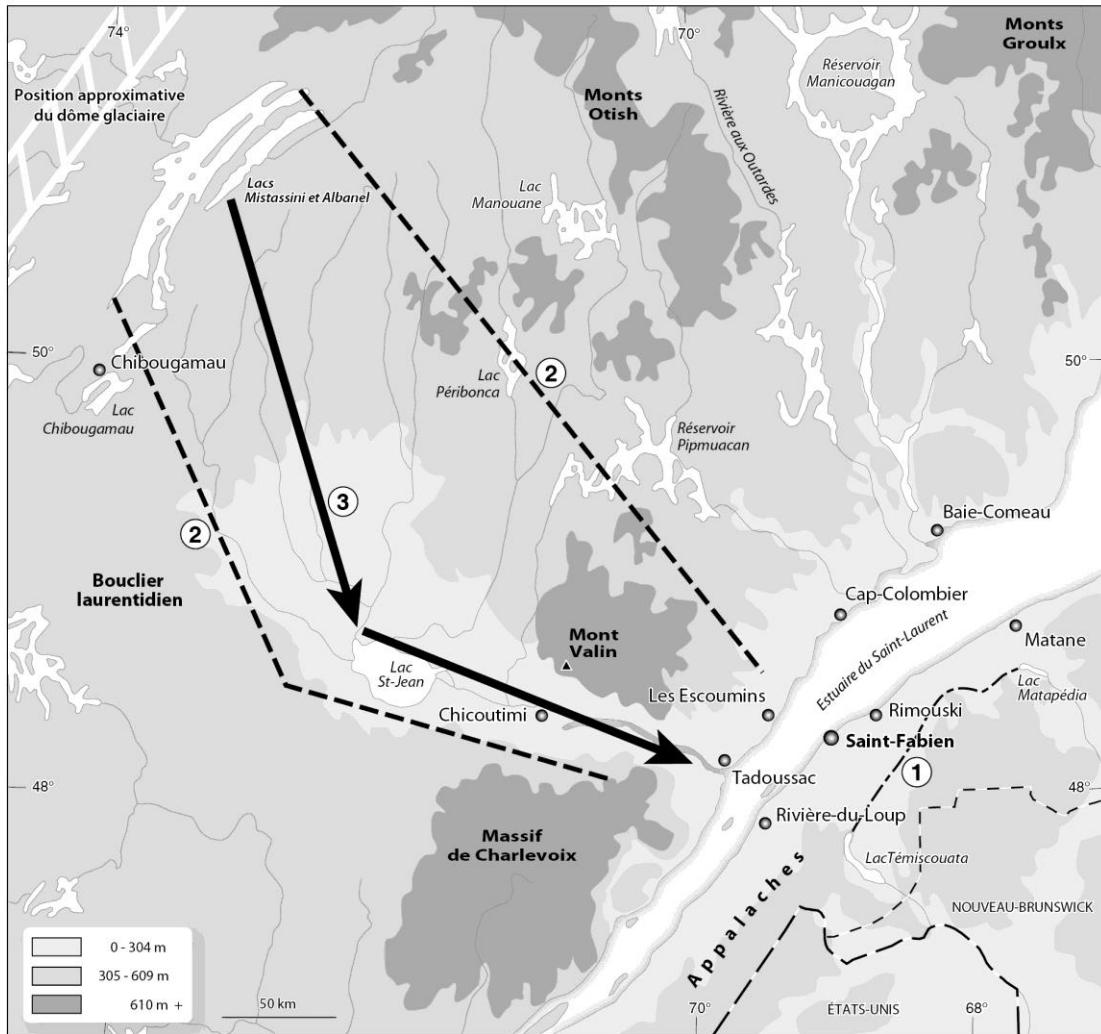 74°
70°
Monts
Groulx
Réservoir
Manicouagan
Position approximative
du dôme glaciaire
Monts
Otish
Rivière aux Outardes
Lacs
Mistassini et Albanel
Lac
Manouane
50°
50°
Chibougamau
Lac
Chibougamau
Lac
Péribonca
2
Réservoir
Pipmuacan
3
2
Baie-Comeau
Bouclier
laurentidien
Cap-Colombier
Estuaire du Saint-Laurent
Matane
Mont
Valin
Lac
St-Jean
Lac
Matapédia
Les Escoumins
Chicoutimi
Rimouski
Saint-Fabien
1
Tadoussac
48°
48°
Rivière-du-Loup
Massif
de Charlevoix
Lac Témiscouata
Appalaches
NOUVEAU-BRUNSWICK
0 - 304 m
305 - 609 m
610 m +
50 km
70°
ÉTATS-UNIS
68°